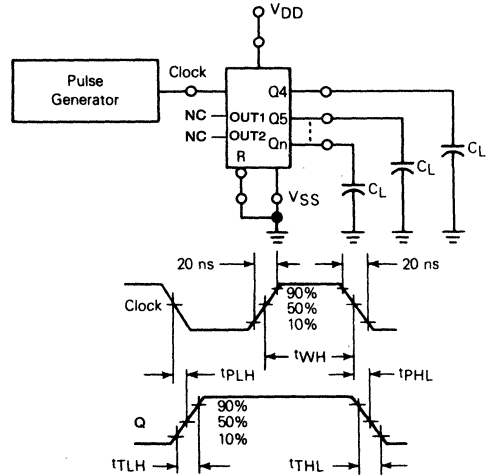 VDD
Pulse
Generator
Clock
Q4
NC
OUT1
Q5
NC
OUT2
Qn
R
VSS
CL
CL
CL
20 ns
20 ns
Clock
90%
50%
10%
tWH
tPLH
tPHL
Q
90%
50%
10%
tTLH
tTHL